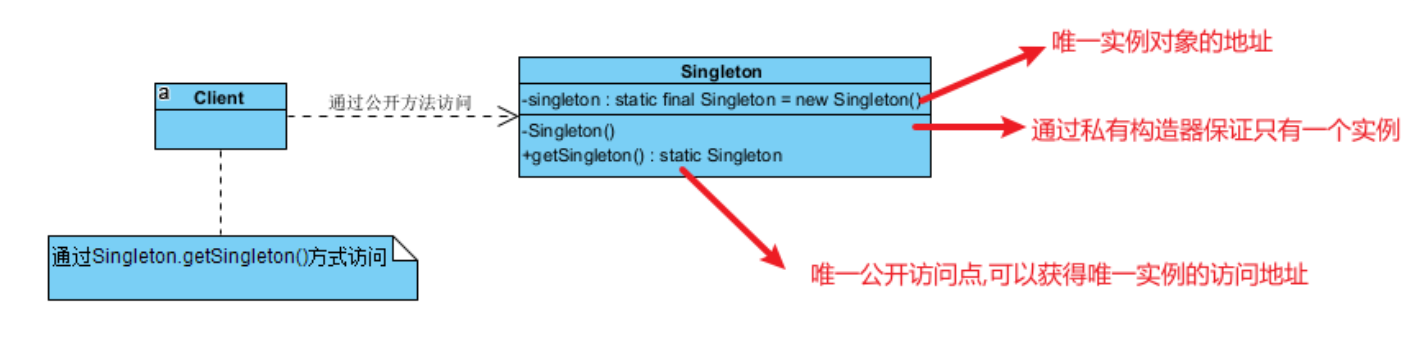 唯一实例对象的地址
Singleton
a
Client
通过公开方法访问
-singleton : static final Singleton = new Singleton()
-Singleton()
通过私有构造器保证只有一个实例
+getSingleton() : static Singleton
通过Singleton.getSingleton()方式访问
唯一公开访问点,可以获得唯一实例的访问地址